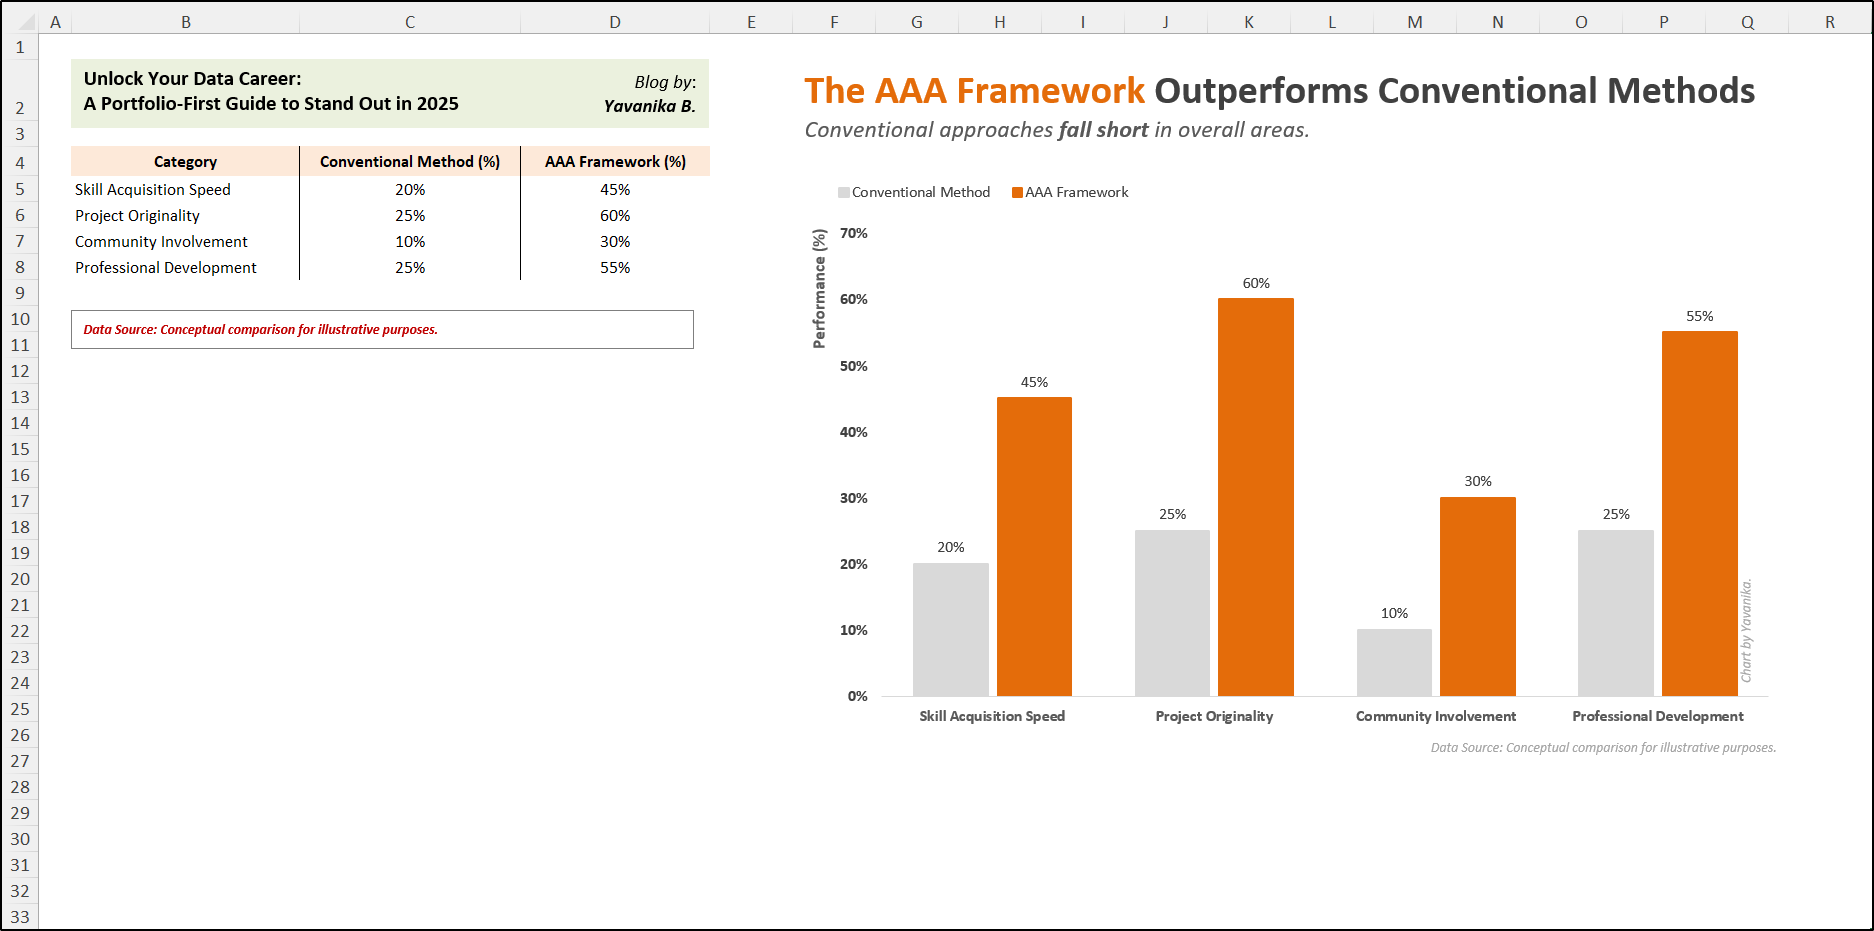 A B C D E F G H I J K L M N O P Q R
1
2
3
4
5
6
7
8
9
10
11
12
13
14
15
16
17
18
19
20
21
22
23
24
25
26
27
28
29
30
31
32
33
Unlock Your Data Career:
A Portfolio-First Guide to Stand Out in 2025
Blog by:
Yavanika B.
Category Conventional Method (%) AAA Framework (%)
Skill Acquisition Speed 20% 45%
Project Originality 25% 60%
Community Involvement 10% 30%
Professional Development 25% 55%
Data Source: Conceptual comparison for illustrative purposes.
The AAA Framework Outperforms Conventional Methods
Conventional approaches fall short in overall areas.
Conventional Method AAA Framework
Performance (%)
70%
60%
50%
40%
30%
20%
10%
0%
20% 45% 25% 60% 10% 30% 25% 55%
Skill Acquisition Speed Project Originality Community Involvement Professional Development
Chart by Yavanika.
Data Source: Conceptual comparison for illustrative purposes.